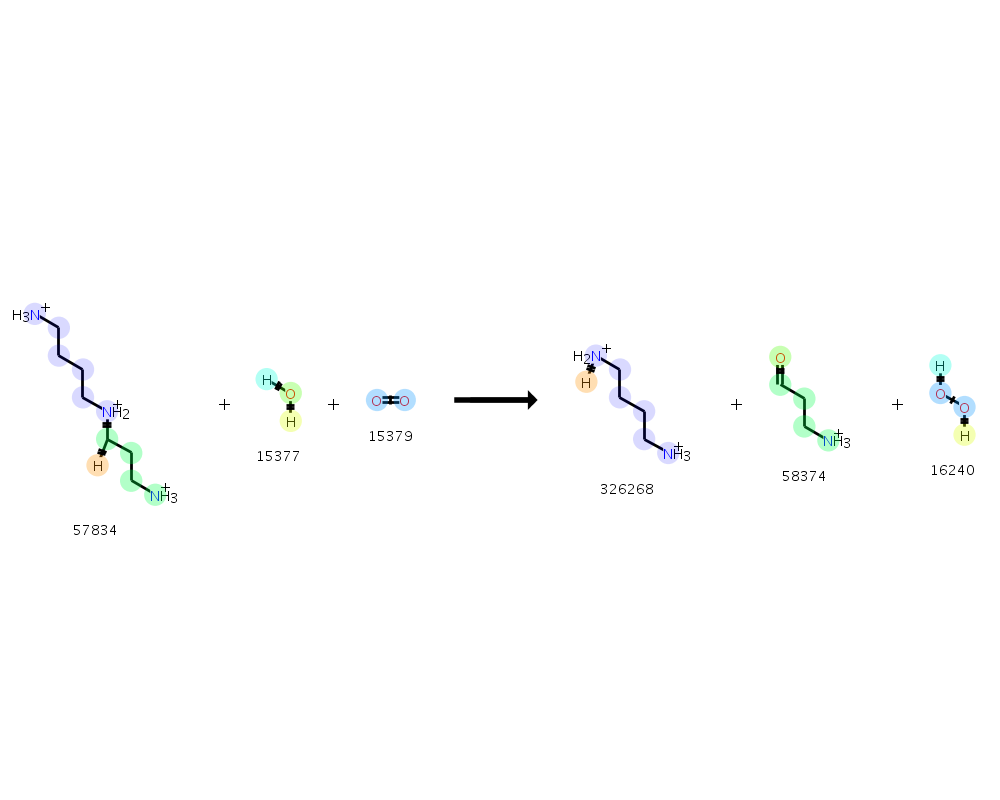 H3N+
NH2+
H
NH3+
57834
+
H
O
H
15377
+
O
O
15379
H2N+
H
NH3+
326268
+
O
NH3+
58374
+
H
O
O
H
16240